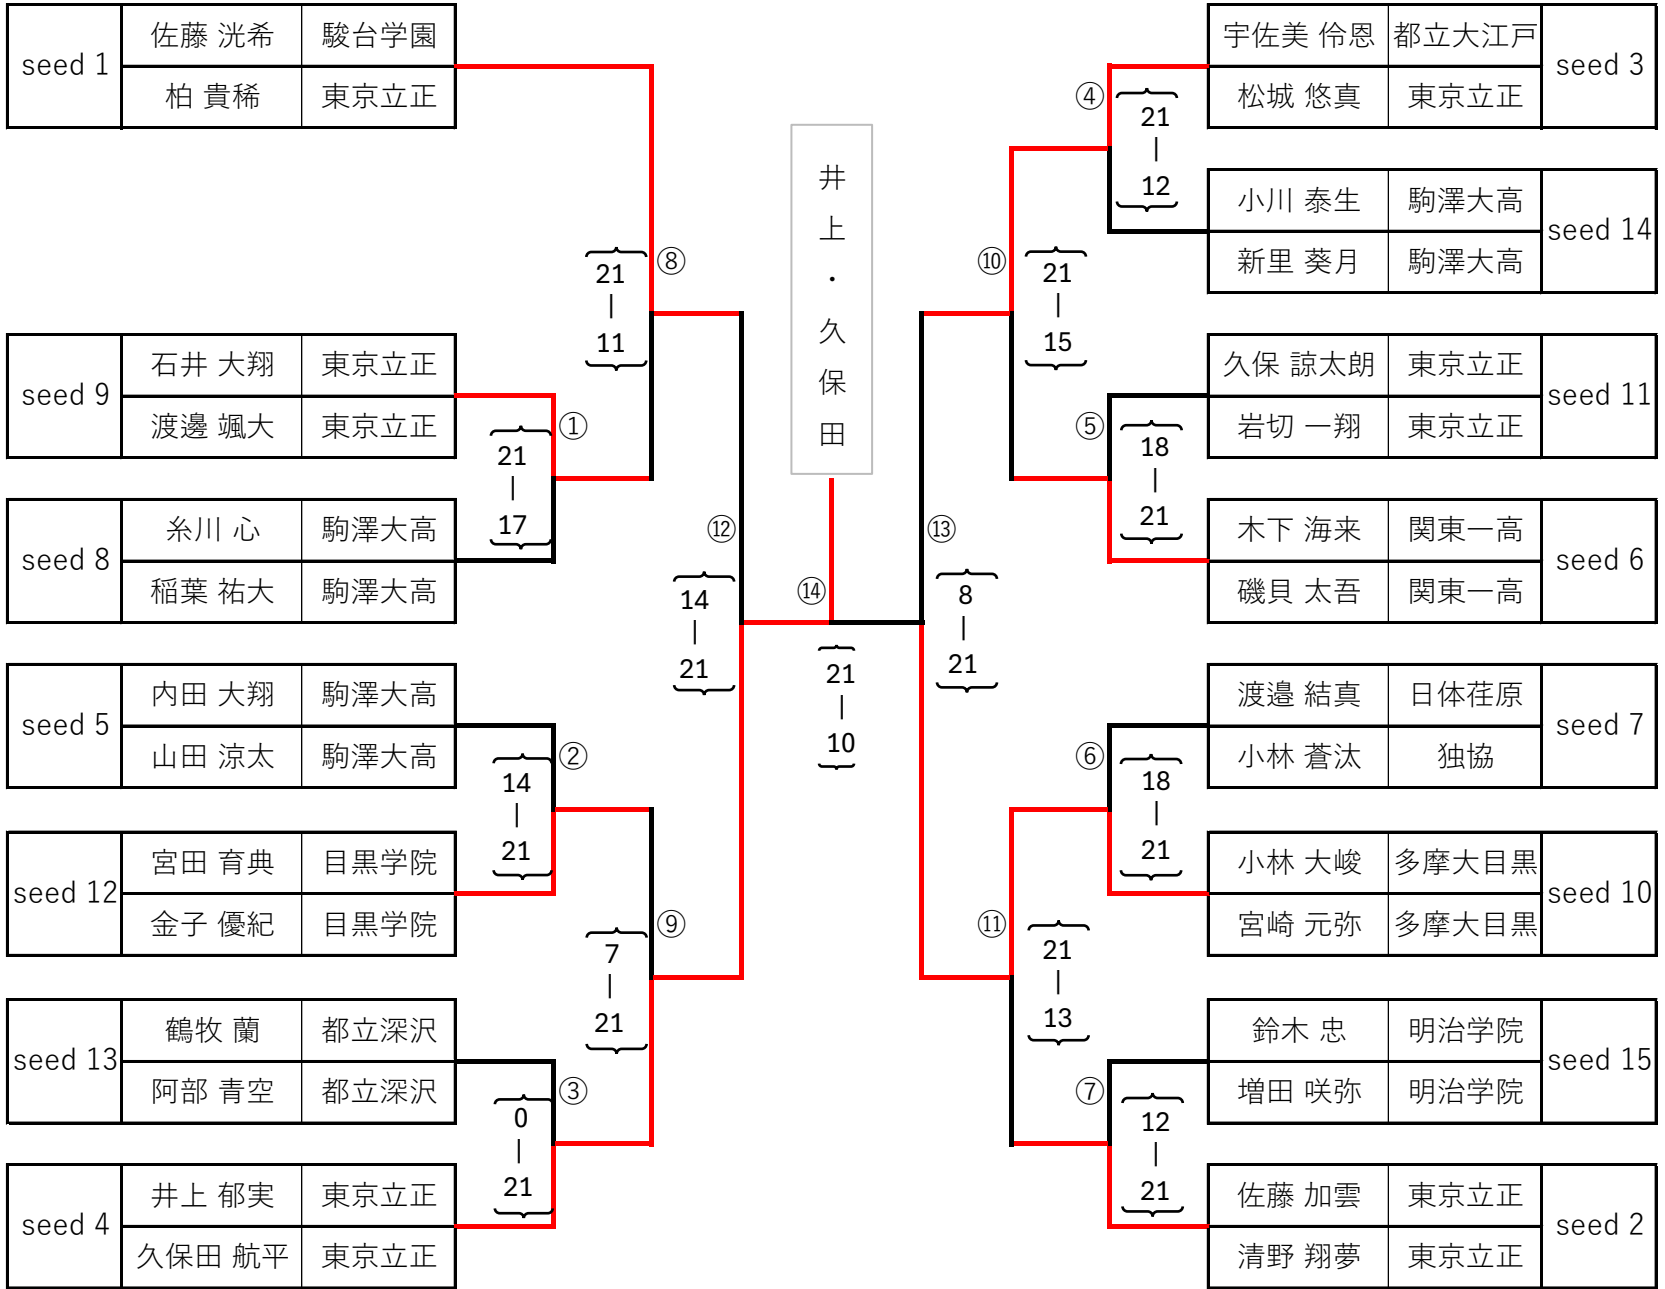 seed 1
佐藤 洸希 駿台学園
柏 貴稀 東京立正
seed 9
石井 大翔 東京立正
渡邉 颯大 東京立正
seed 8
糸川 心 駒澤大高
稲葉 祐大 駒澤大高
seed 5
内田 大翔 駒澤大高
山田 涼太 駒澤大高
seed 12
宮田 育典 目黒学院
金子 優紀 目黒学院
seed 13
鶴牧 蘭 都立深沢
阿部 青空 都立深沢
seed 4
井上 郁実 東京立正
久保田 航平 東京立正
①
21
|
17
②
14
|
21
③
0
|
21
⑧
21
|
11
⑨
7
|
21
⑫
14
|
21
井上・久保田
⑭
21
|
10
⑬
8
|
21
⑩
21
|
15
⑪
21
|
13
④
21
|
12
⑤
18
|
21
⑥
18
|
21
⑦
12
|
21
宇佐美 伶恩 都立大江戸
松城 悠真 東京立正
seed 3
小川 泰生 駒澤大高
新里 葵月 駒澤大高
seed 14
久保 諒太朗 東京立正
岩切 一翔 東京立正
seed 11
木下 海来 関東一高
磯貝 太吾 関東一高
seed 6
渡邉 結真 日体荏原
小林 蒼汰 独協
seed 7
小林 大峻 多摩大目黒
宮崎 元弥 多摩大目黒
seed 10
鈴木 忠 明治学院
増田 咲弥 明治学院
seed 15
佐藤 加雲 東京立正
清野 翔夢 東京立正
seed 2